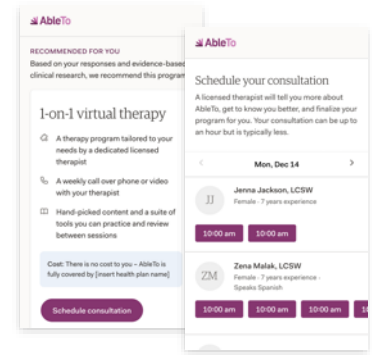 AbleTo
RECOMMENDED FOR YOU
Based on your responses and evidence-based
clinical research, we recommend this program
1-on-1 virtual therapy
A therapy program tailored to your
needs by a dedicated licensed
therapist
A weekly call over phone or video
with your therapist
Hand-picked content and a suite of
tools you can practice and review
between sessions
Cost: There is no cost to you – AbleTo is
fully covered by [insert health plan name]
Schedule consultation
AbleTo
Schedule your consultation
A licensed therapist will tell you more about
AbleTo, get to know you better, and finalize your
program for you. Your consultation can be up to
an hour but is typically less.
< Mon, Dec 14 >
JJ
Jenna Jackson, LCSW
Female · 7 years experience
10:00 am 10:00 am
ZM
Zena Malak, LCSW
Female · 7 years experience ·
Speaks Spanish
10:00 am 10:00 am 10:00 am